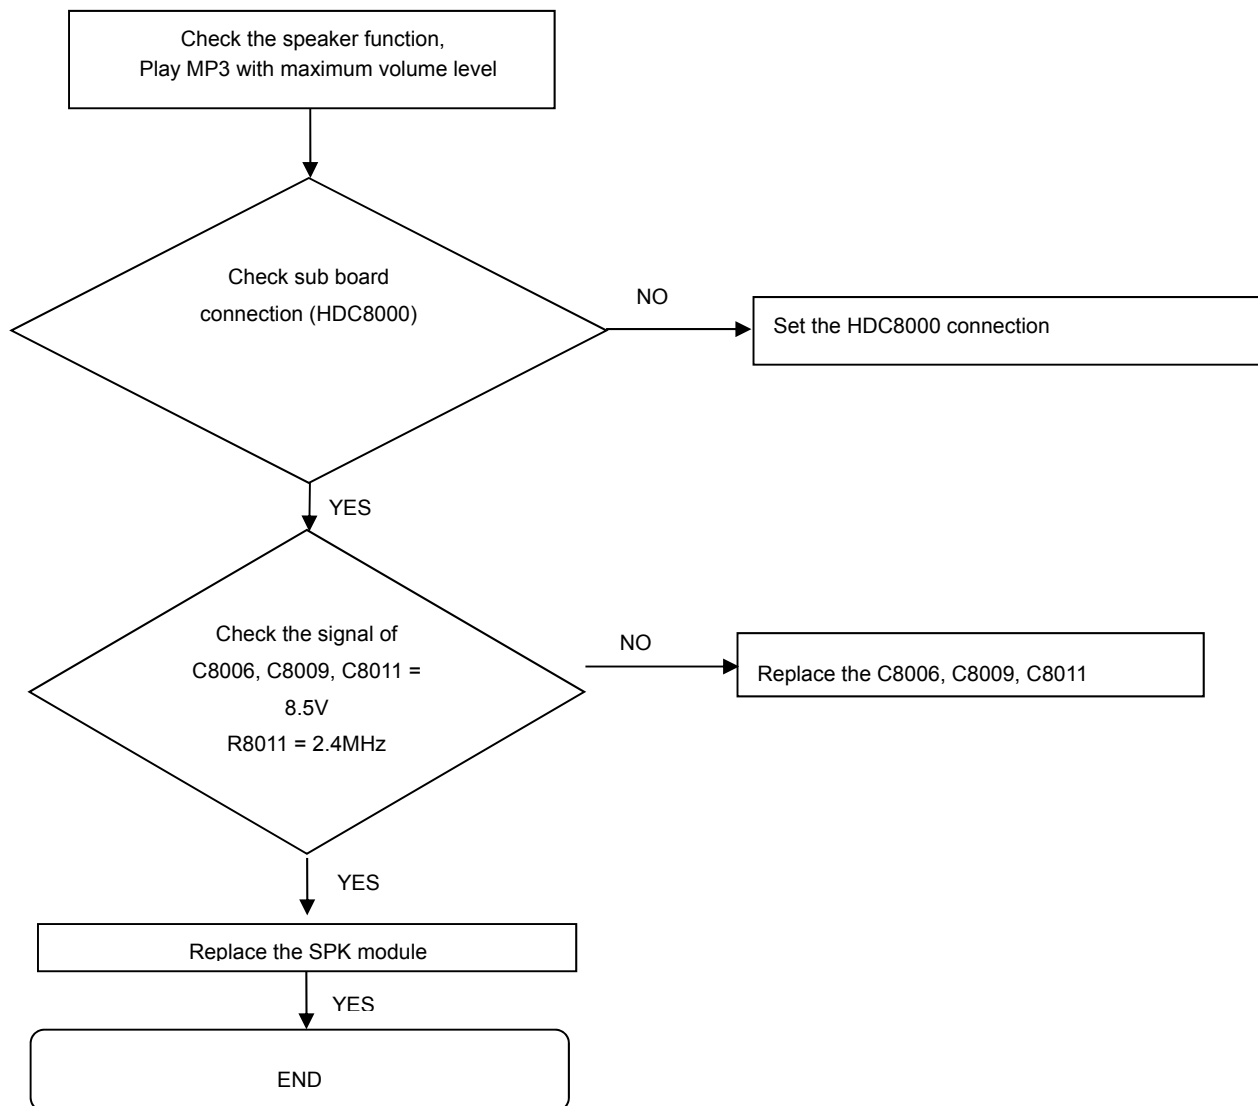 Check the speaker function,
Play MP3 with maximum volume level
Check sub board
connection (HDC8000)
NO
Set the HDC8000 connection
YES
Check the signal of
C8006, C8009, C8011 =
8.5V
R8011 = 2.4MHz
NO
Replace the C8006, C8009, C8011
YES
Replace the SPK module
YES
END